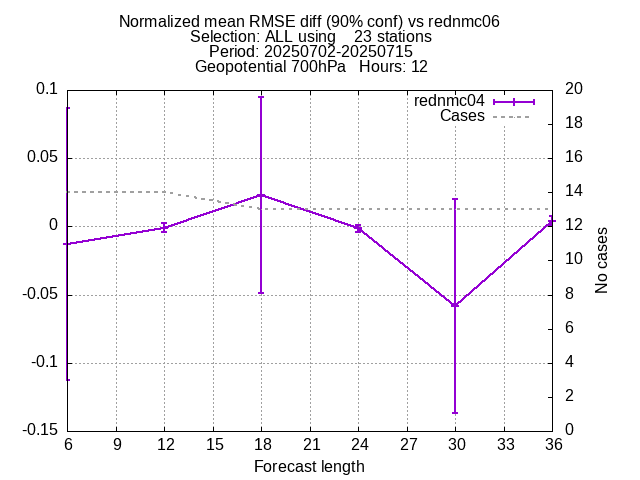 Normalized mean RMSE diff (90% conf) vs rednmc06
Selection: ALL using    23 stations
Period: 20250702-20250715
Geopotential 700hPa   Hours: 12
rednmc04
Cases
0.1
0.05
0
-0.05
-0.1
-0.15
20
18
16
14
12
10
8
6
4
2
0
No cases
6 9 12 15 18 21 24 27 30 33 36
Forecast length